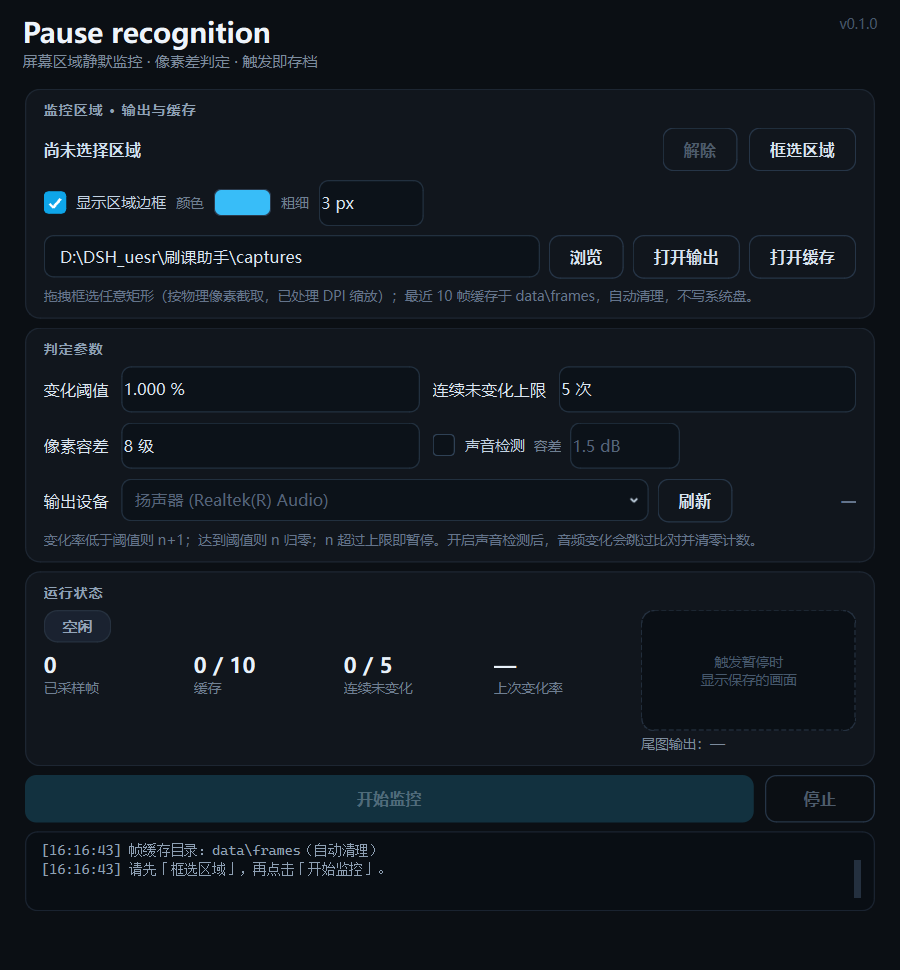 Pause recognition
v0.1.0
屏幕区域静默监控 · 像素差判定 · 触发即存档
监控区域 • 输出与缓存
尚未选择区域
解除
框选区域
显示区域边框 颜色 粗细 3 px
D:\DSH_uesr\刷课助手\captures
浏览
打开输出
打开缓存
拖拽框选任意矩形（按物理像素截取，已处理 DPI 缩放）；最近 10 帧缓存于 data\frames，自动清理，不写系统盘。
判定参数
变化阈值 1.000 % 连续未变化上限 5 次
像素容差 8 级 声音检测 容差 1.5 dB
输出设备 扬声器 (Realtek(R) Audio) 刷新 —
变化率低于阈值则 n+1；达到阈值则 n 归零；n 超过上限即暂停。开启声音检测后，音频变化会跳过比对并清零计数。
运行状态
空闲
0 0 / 10 0 / 5 —
已采样帧 缓存 连续未变化 上次变化率
触发暂停时
显示保存的画面
尾图输出：—
开始监控
停止
[16:16:43] 帧缓存目录：data\frames（自动清理）
[16:16:43] 请先「框选区域」，再点击「开始监控」。